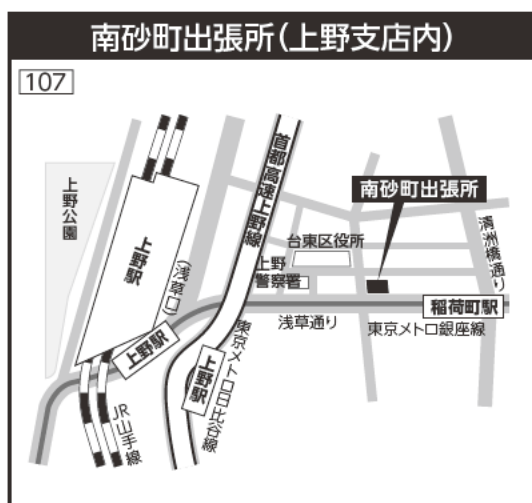 南砂町出張所（上野支店内）
107
上野公園
上野駅
（浅草口）
首都高速上野線
南砂町出張所
台東区役所
上野
警察署
清洲橋通り
稲荷町駅
浅草通り
東京メトロ銀座線
上野駅
上野駅
東京メトロ日比谷線
JR山手線